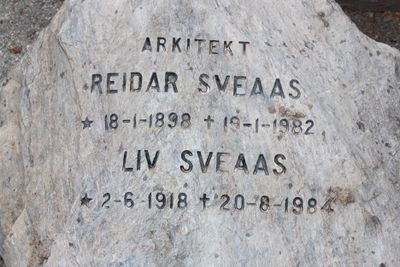 ARKITEKT
REIDAR SVEAAS
★ 18-1-1898 † 19-1-1982
LIV SVEAAS
★ 2-6-1918 † 20-8-1984